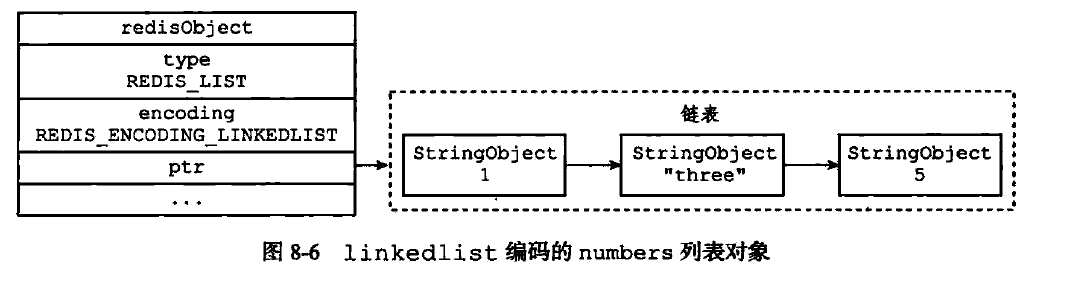 redisObject
type
REDIS_LIST
encoding
REDIS_ENCODING_LINKEDLIST
ptr
...
链表
StringObject
1
StringObject
"three"
StringObject
5
图 8-6 linkedlist 编码的 numbers 列表对象